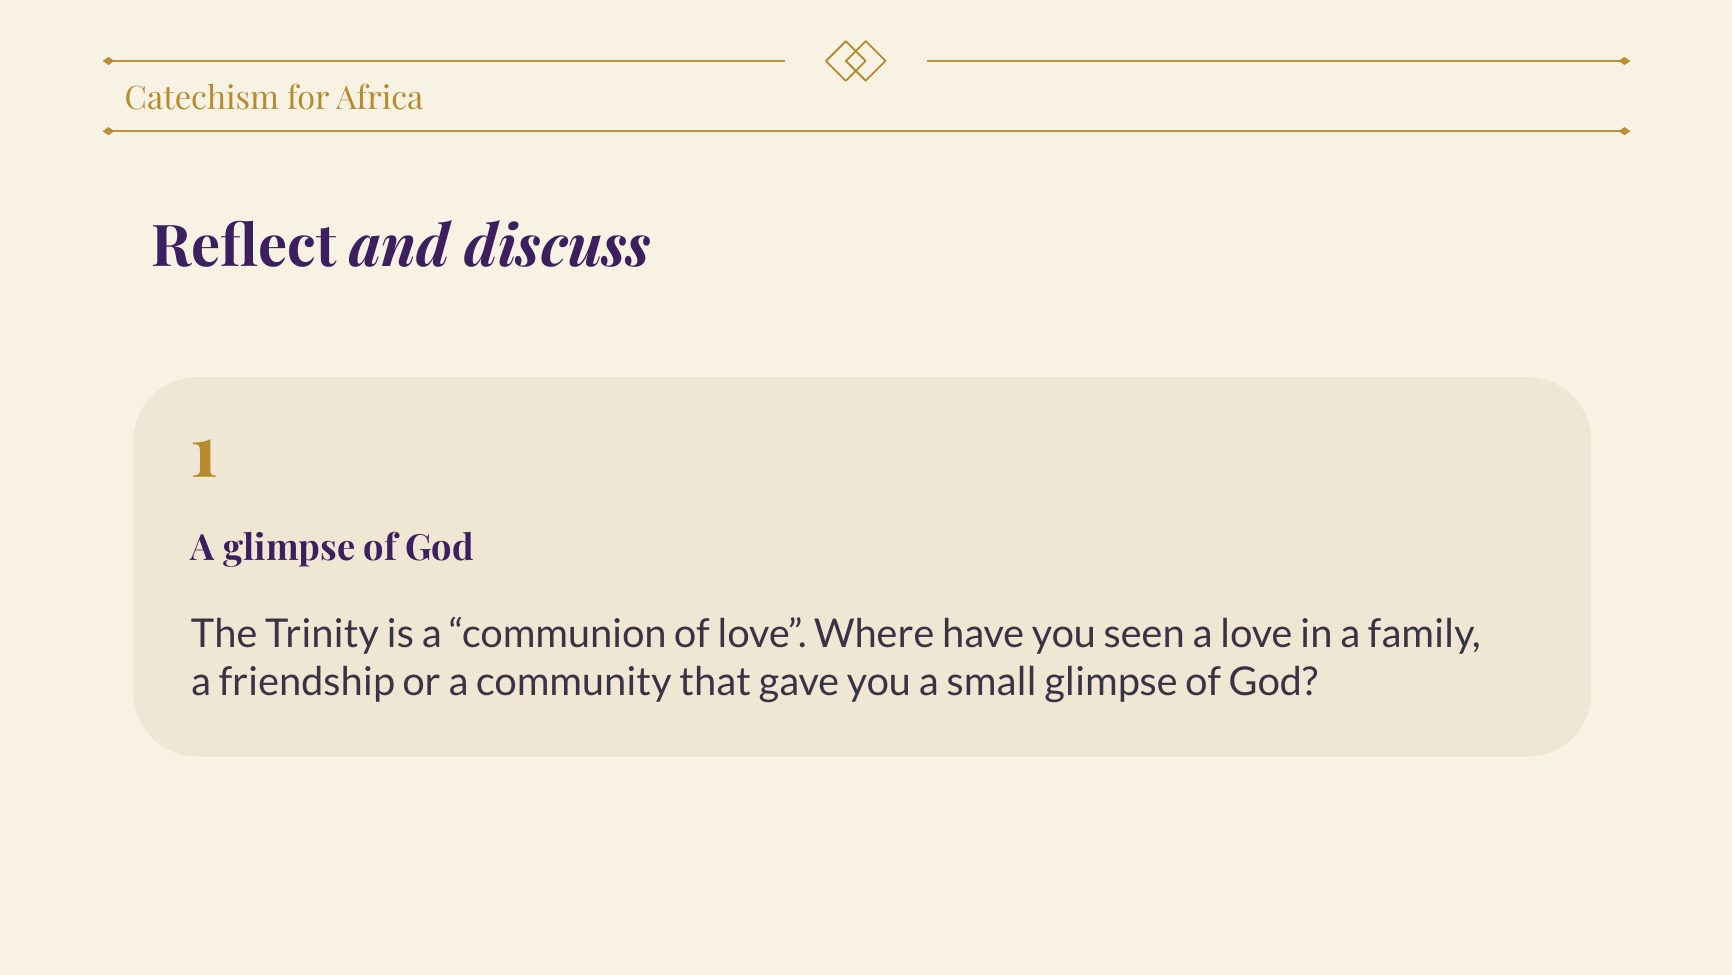 Catechism for Africa
Reflect and discuss
1
A glimpse of God
The Trinity is a “communion of love”. Where have you seen a love in a family,
a friendship or a community that gave you a small glimpse of God?